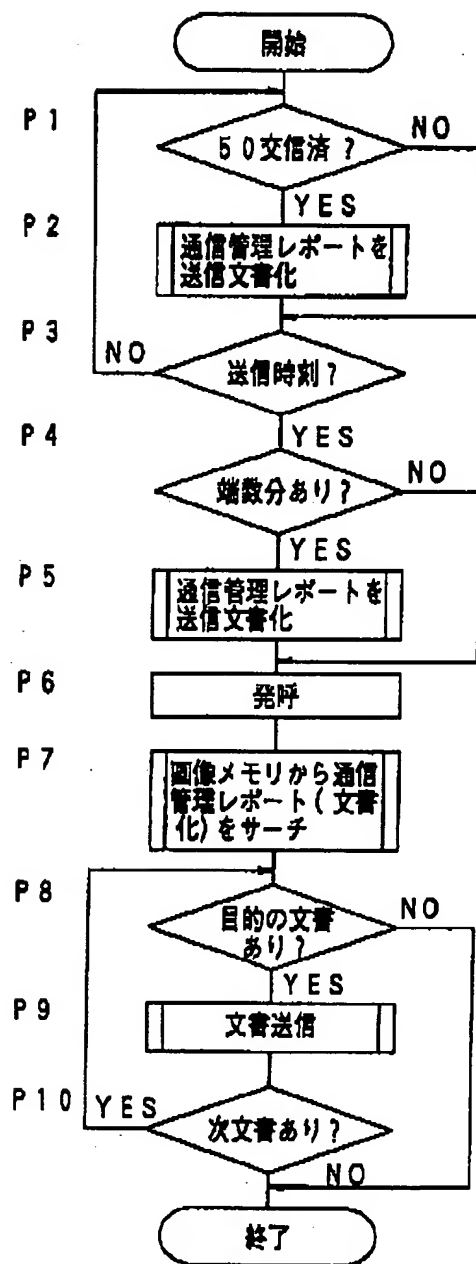 開始
P1
50交信済?
NO
YES
P2
通信管理レポートを
送信文書化
P3
NO
送信時刻?
YES
P4
端数分あり?
NO
YES
P5
通信管理レポートを
送信文書化
P6
発呼
P7
画像メモリから通信
管理レポート(文書
化)をサーチ
P8
目的の文書
あり?
NO
YES
P9
文書送信
P10
YES
次文書あり?
NO
終了